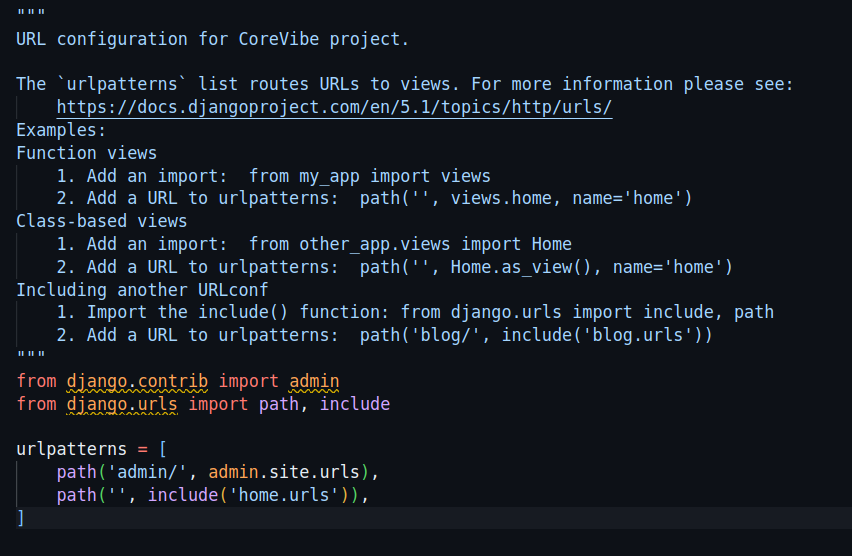 """
URL configuration for CoreVibe project.

The `urlpatterns` list routes URLs to views. For more information please see:
    https://docs.djangoproject.com/en/5.1/topics/http/urls/
Examples:
Function views
    1. Add an import:  from my_app import views
    2. Add a URL to urlpatterns:  path('', views.home, name='home')
Class-based views
    1. Add an import:  from other_app.views import Home
    2. Add a URL to urlpatterns:  path('', Home.as_view(), name='home')
Including another URLconf
    1. Import the include() function: from django.urls import include, path
    2. Add a URL to urlpatterns:  path('blog/', include('blog.urls'))
"""
from django.contrib import admin
from django.urls import path, include

urlpatterns = [
    path('admin/', admin.site.urls),
    path('', include('home.urls')),
]